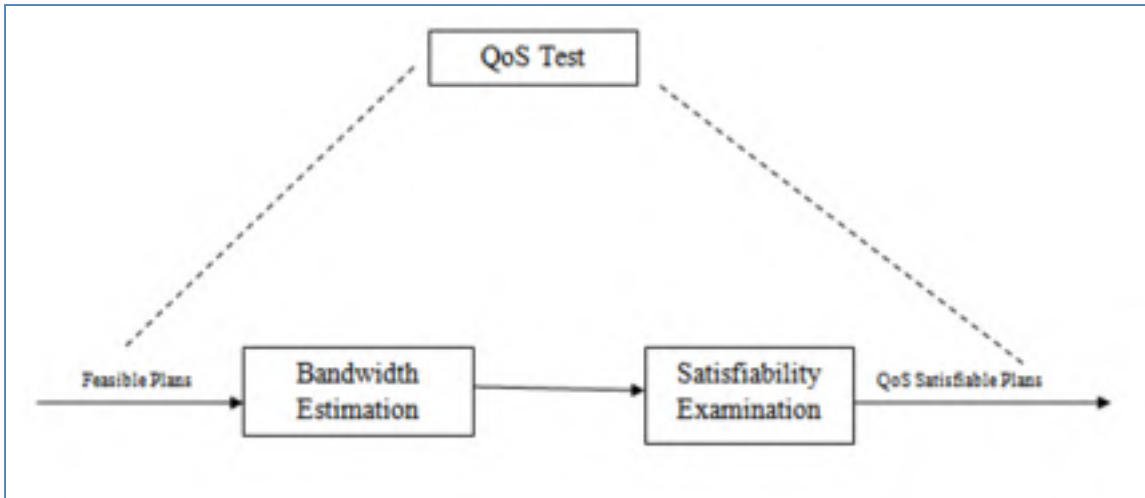 QoS Test
Feasible Plans
Bandwidth
Estimation
Satisfiability
Examination
QoS Satisfiable Plans